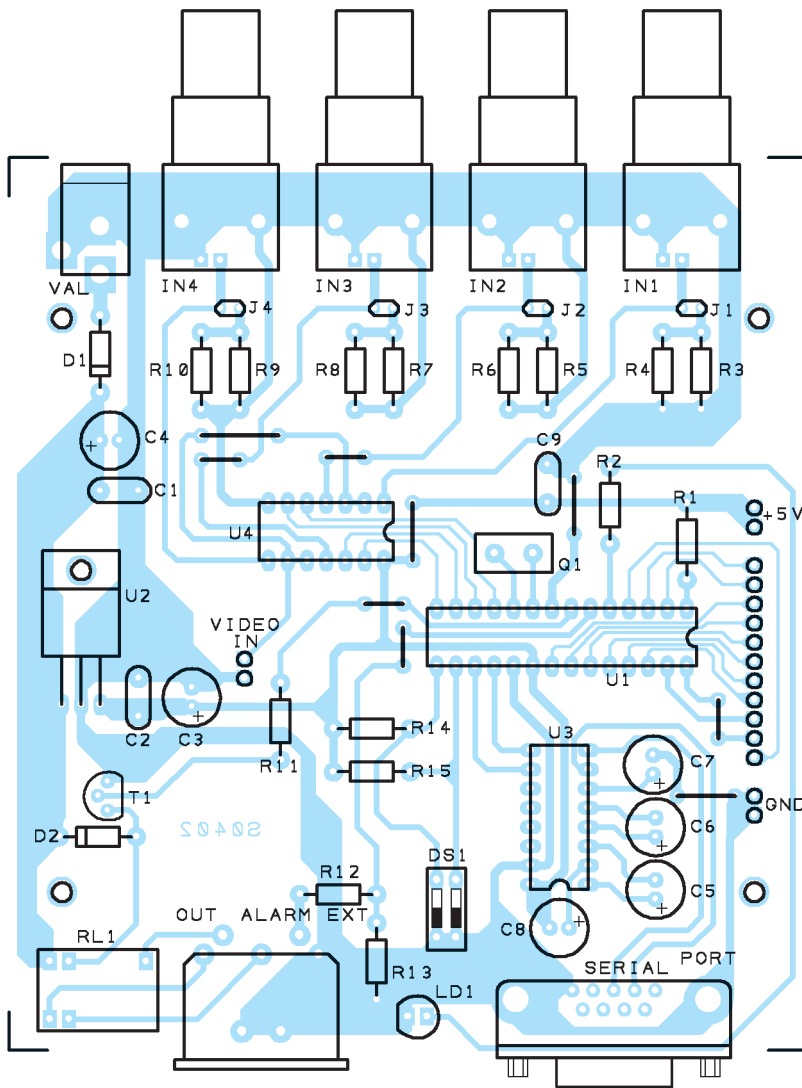 VAL IN4 IN3 IN2 IN1
J4 J3 J2 J1
D1 R10 R9 R8 R7 R6 R5 R4 R3
+ C4 C9
C1 R2 R1
U4 +5V
Q1
U2
VIDEO
IN
U1
C2 C3 + R11 R14 U3 C7 +
R15
T1 GND
S0402 C6 +
D2
DS1
R12 C5 +
OUT ALARM EXT
RL1 C8 +
R13 SERIAL PORT
LD1